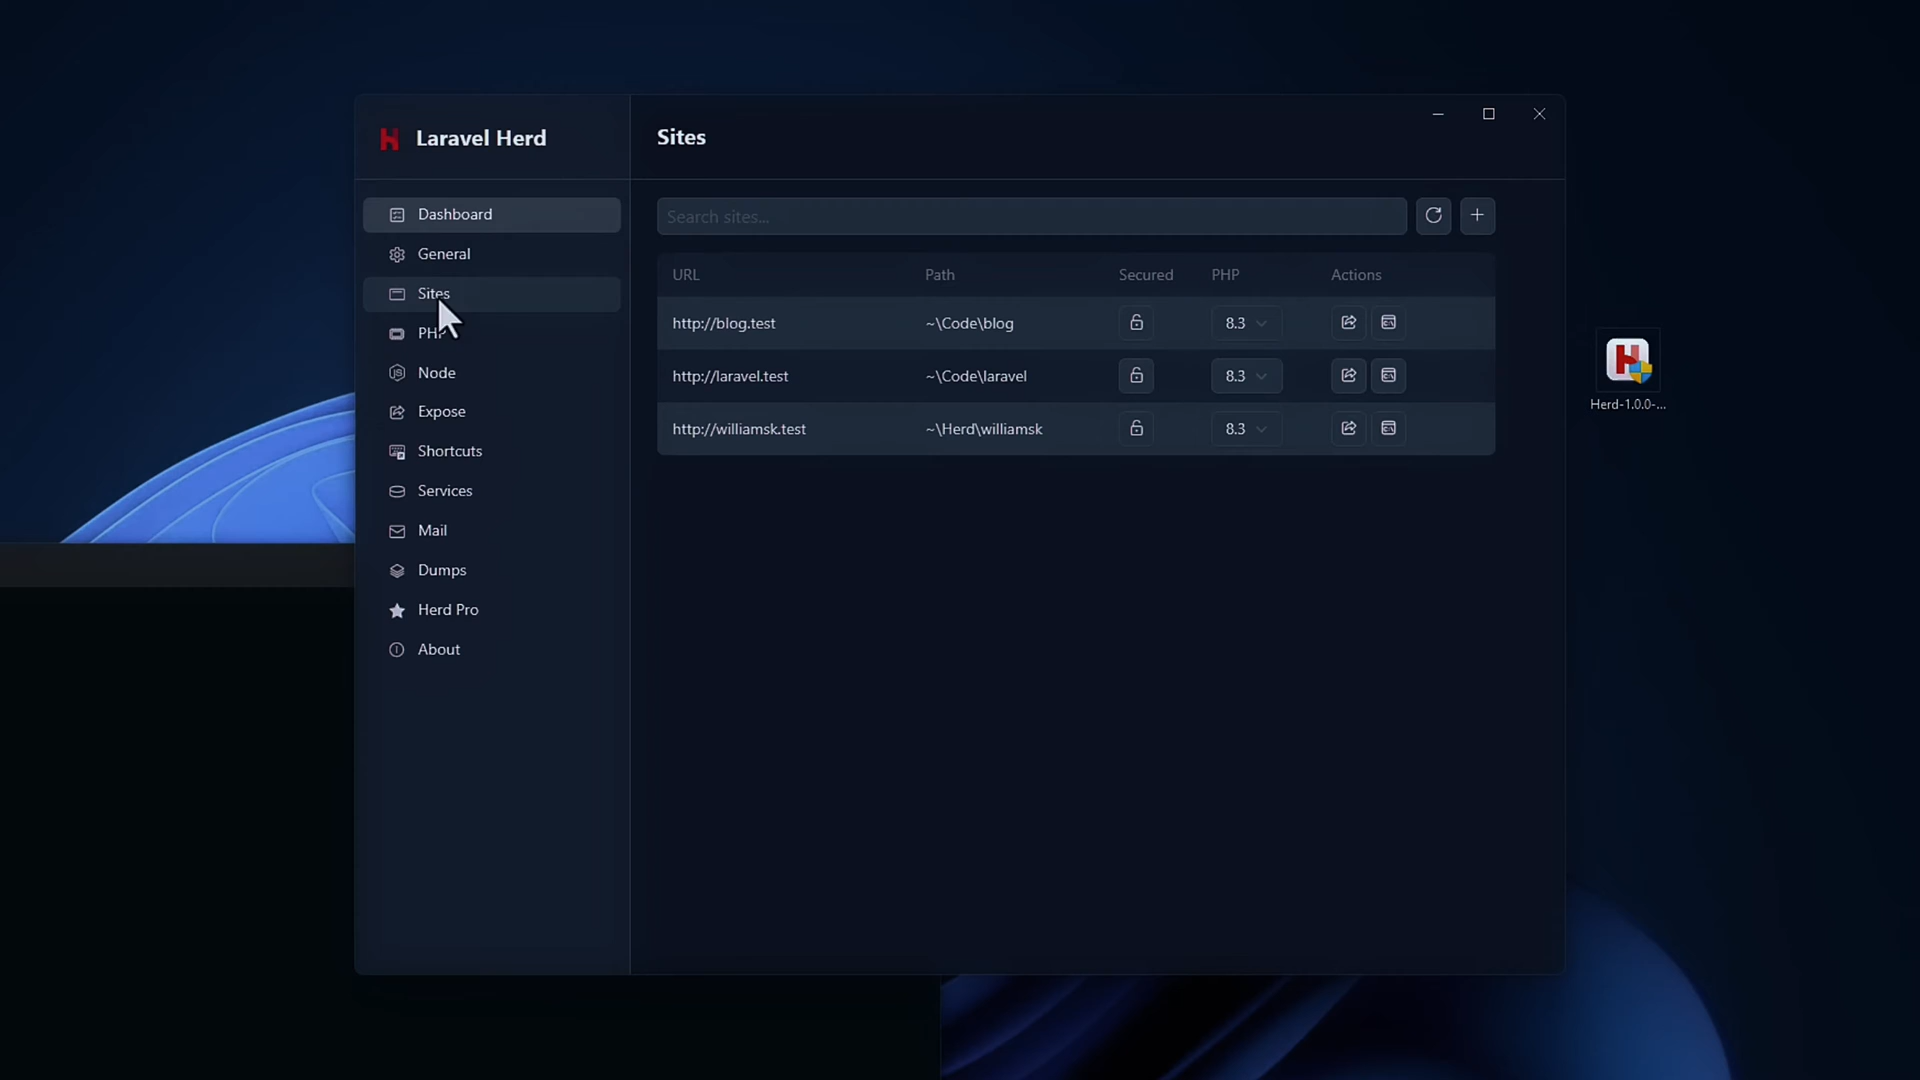 Laravel Herd
Sites
Dashboard
General
Sites
Node
Expose
Shortcuts
Services
Mail
Dumps
Herd Pro
About
Search sites...
URL Path Secured PHP Actions
http://blog.test ~\Code\blog 8.3
http://laravel.test ~\Code\laravel 8.3
http://williamsk.test ~\Herd\williamsk 8.3
Herd-1.0.0-...